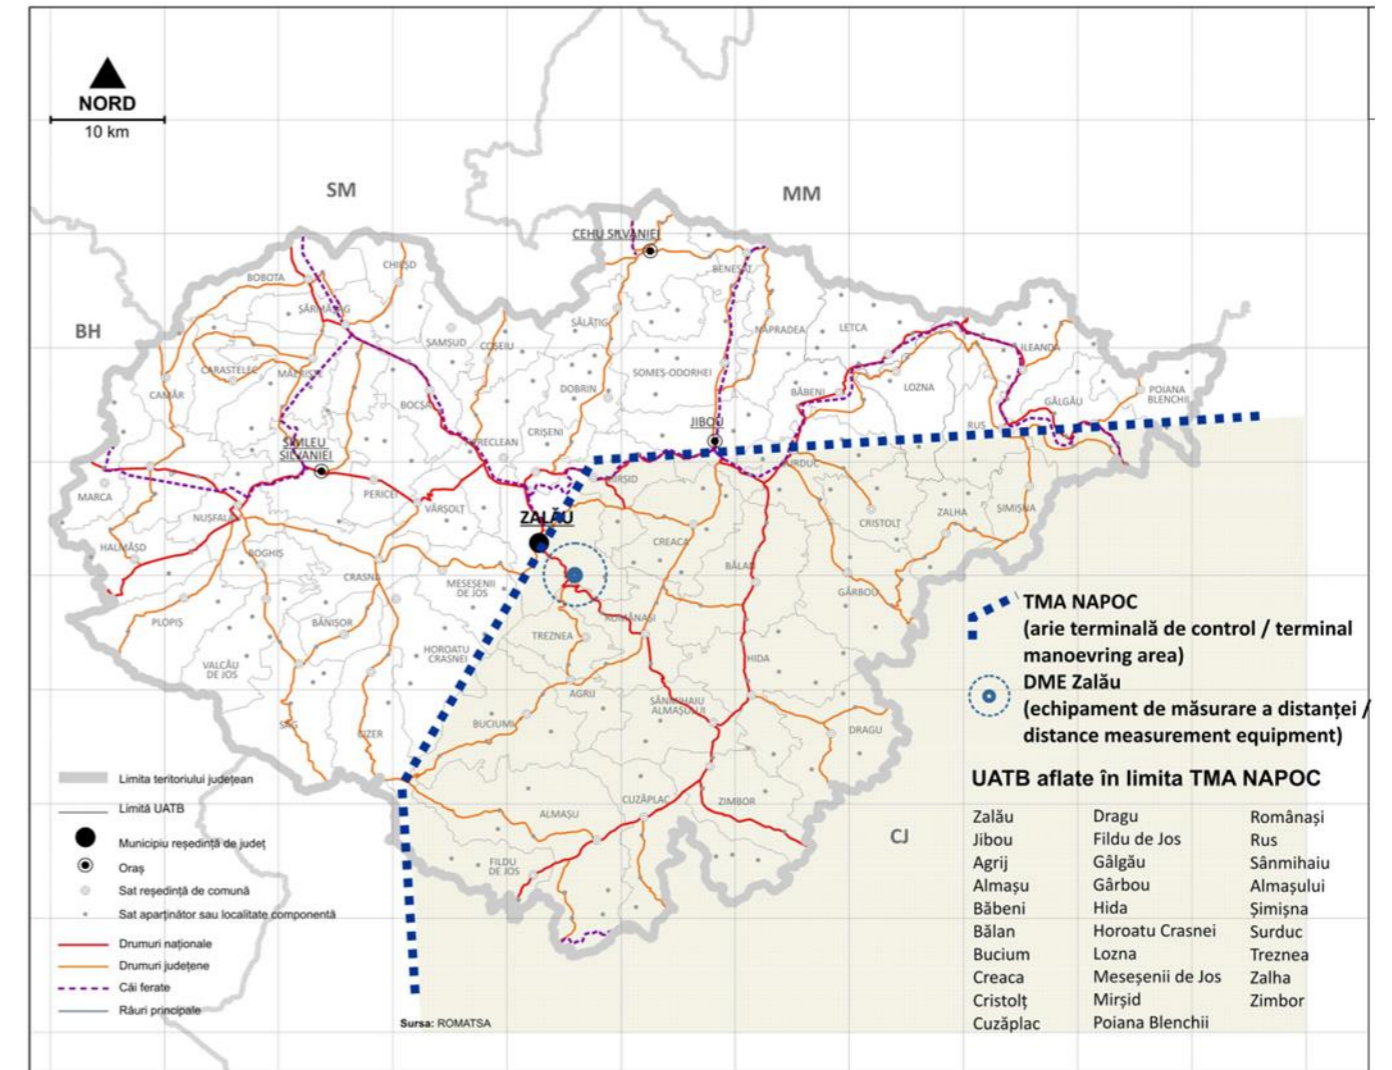 NORD
10 km
SM
MM
CEHU SILVANIEI
CHIEȘD
BOBOTA
BENESAT
SĂRMĂȘAG
BH
SĂLĂȚIG
NĂPRADEA
LETCA
SAMȘUD
COȘEIU
ILEANDA
CARASTELEC
MĂERIȘTE
SOMEȘ-ODORHEI
CAMĂR
DOBRIN
BĂBENI
LOZNA
POIANA
BLENCHII
BOCȘA
GÂLGĂU
JIBOU
RUS
CRIȘENI
ȘIMLEU
SILVANIEI
HERECLEAN
SURDUC
MIRȘID
MARCA
PERICEI
VÂRȘOLȚ
NUȘFALĂU
ZALĂU
CRISTOLȚ
ZALHA
ȘIMIȘNA
CREACA
HALMĂȘD
BOGHIȘ
BĂLAN
CRASNA
MESEȘENII
DE JOS
GÂRBOU
PLOPIȘ
BĂNIȘOR
ROMÂNAȘI
TREZNEA
HOROATU
CRASNEI
HIDA
VALCĂU
DE JOS
AGRIJ
SÂNMIHAIU
ALMAȘULUI
SÂG
BUCIUMI
CIZER
DRAGU
CUZĂPLAC
ZIMBOR
ALMAȘU
CJ
FILDU
DE JOS
TMA NAPOC
(arie terminală de control / terminal
manoevring area)
DME Zalău
(echipament de măsurare a distanței /
distance measurement equipment)
UATB aflate în limita TMA NAPOC
Zalău
Jibou
Agrij
Almașu
Băbeni
Bălan
Bucium
Creaca
Cristolț
Cuzăplac
Dragu
Fildu de Jos
Gâlgău
Gârbou
Hida
Horoatu Crasnei
Lozna
Meseșenii de Jos
Mirșid
Poiana Blenchii
Românași
Rus
Sânmihaiu
Almașului
Șimișna
Surduc
Treznea
Zalha
Zimbor
Limita teritoriului județean
Limită UATB
Municipiu reședință de județ
Oraș
Sat reședință de comună
Sat aparținător sau localitate componentă
Drumuri naționale
Drumuri județene
Căi ferate
Râuri principale
Sursa: ROMATSA